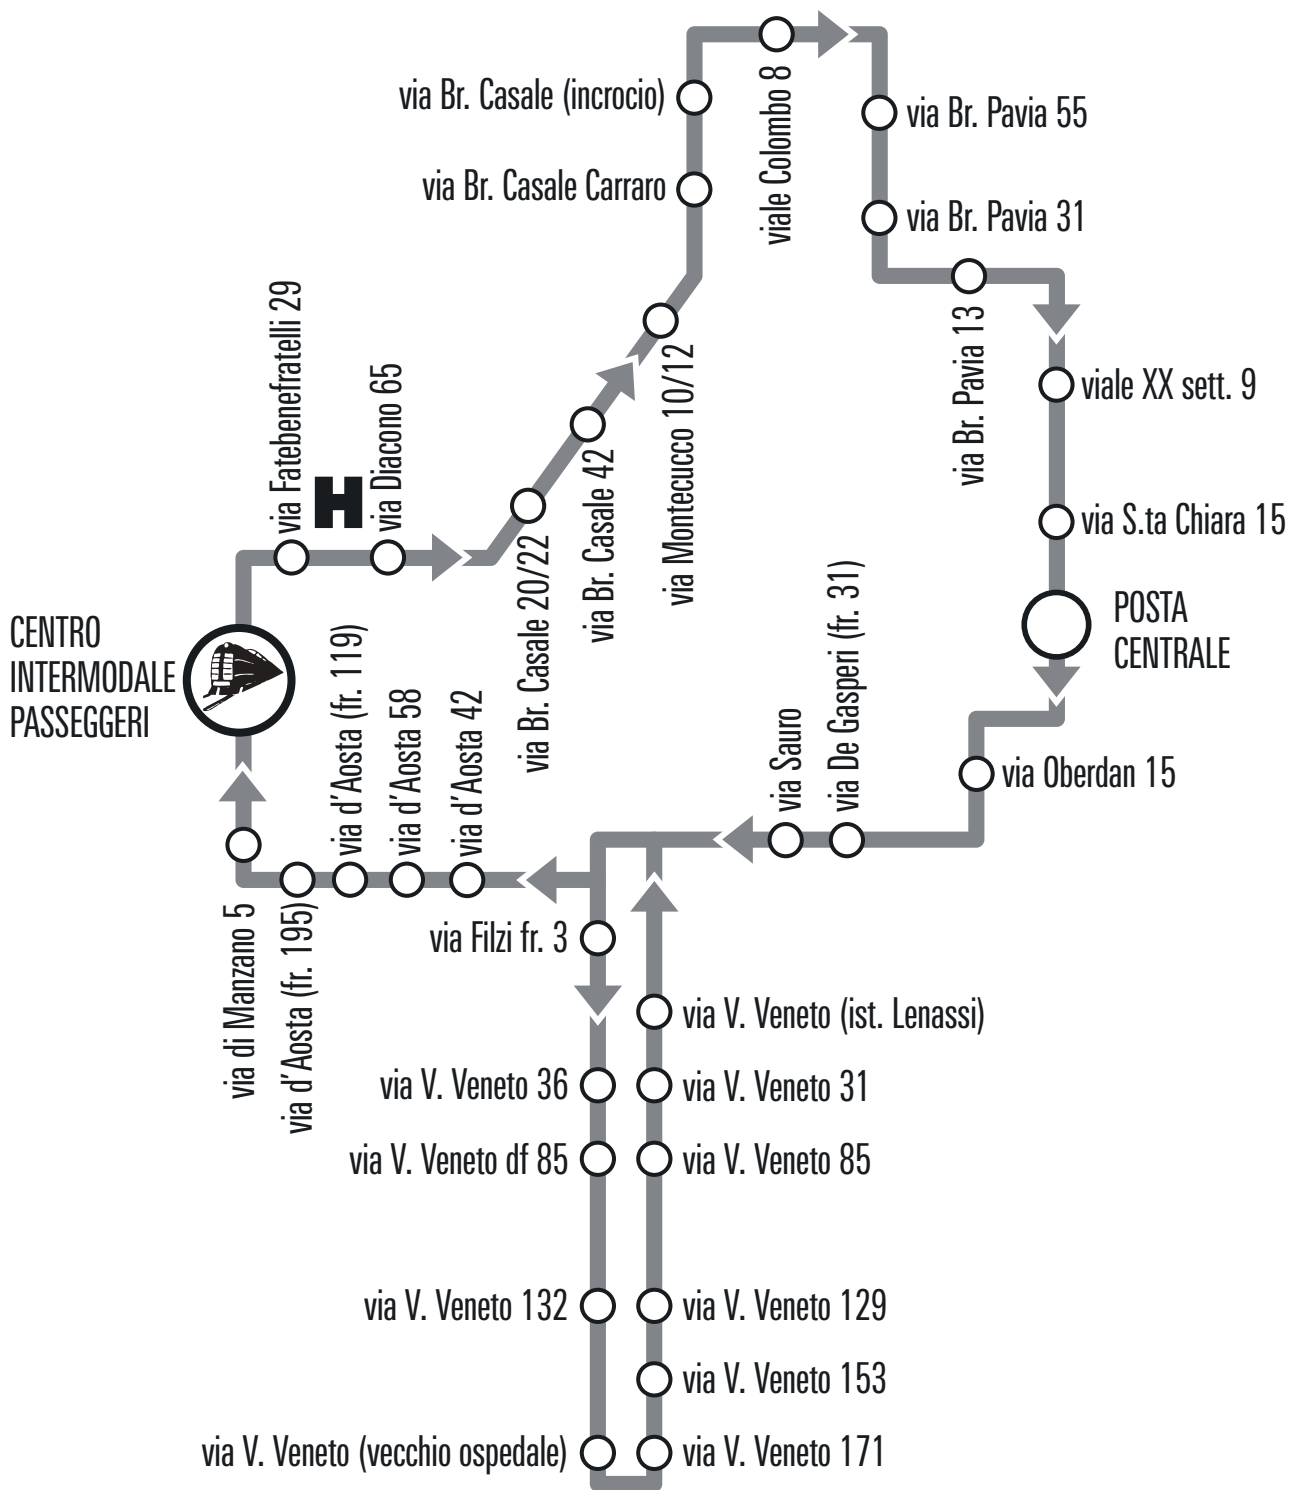 via Br. Casale (incrocio)
via Br. Casale Carraro
viale Colombo 8
via Br. Pavia 55
via Br. Pavia 31
via Br. Pavia 13
viale XX sett. 9
via S.ta Chiara 15
POSTA
CENTRALE
via Oberdan 15
via De Gasperi (fr. 31)
via Sauro
via Montecucco 10/12
via Br. Casale 42
via Br. Casale 20/22
via Diacono 65
H
via Fatebenefratelli 29
CENTRO
INTERMODALE
PASSEGGERI
via d'Aosta (fr. 119)
via d'Aosta 58
via d'Aosta 42
via di Manzano 5
via d'Aosta (fr. 195)
via Filzi fr. 3
via V. Veneto (ist. Lenassi)
via V. Veneto 36
via V. Veneto 31
via V. Veneto df 85
via V. Veneto 85
via V. Veneto 132
via V. Veneto 129
via V. Veneto 153
via V. Veneto (vecchio ospedale)
via V. Veneto 171